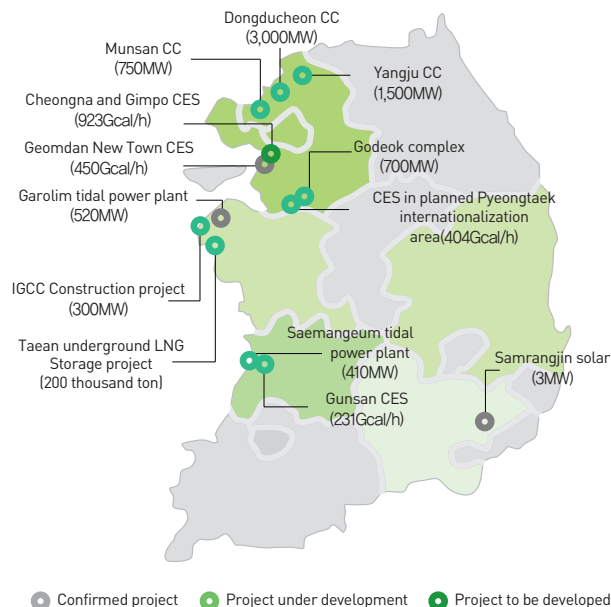 Dongducheon CC
(3,000MW)
Munsan CC
(750MW)
Yangju CC
(1,500MW)
Cheongna and Gimpo CES
(923Gcal/h)
Geomdan New Town CES
(450Gcal/h)
Godeok complex
(700MW)
Garolim tidal power plant
(520MW)
CES in planned Pyeongtaek
internationalization
area(404Gcal/h)
IGCC Construction project
(300MW)
Taean underground LNG
Storage project
(200 thousand ton)
Saemangeum tidal
power plant
(410MW)
Samrangjin solar
(3MW)
Gunsan CES
(231Gcal/h)
Confirmed project
Project under development
Project to be developed